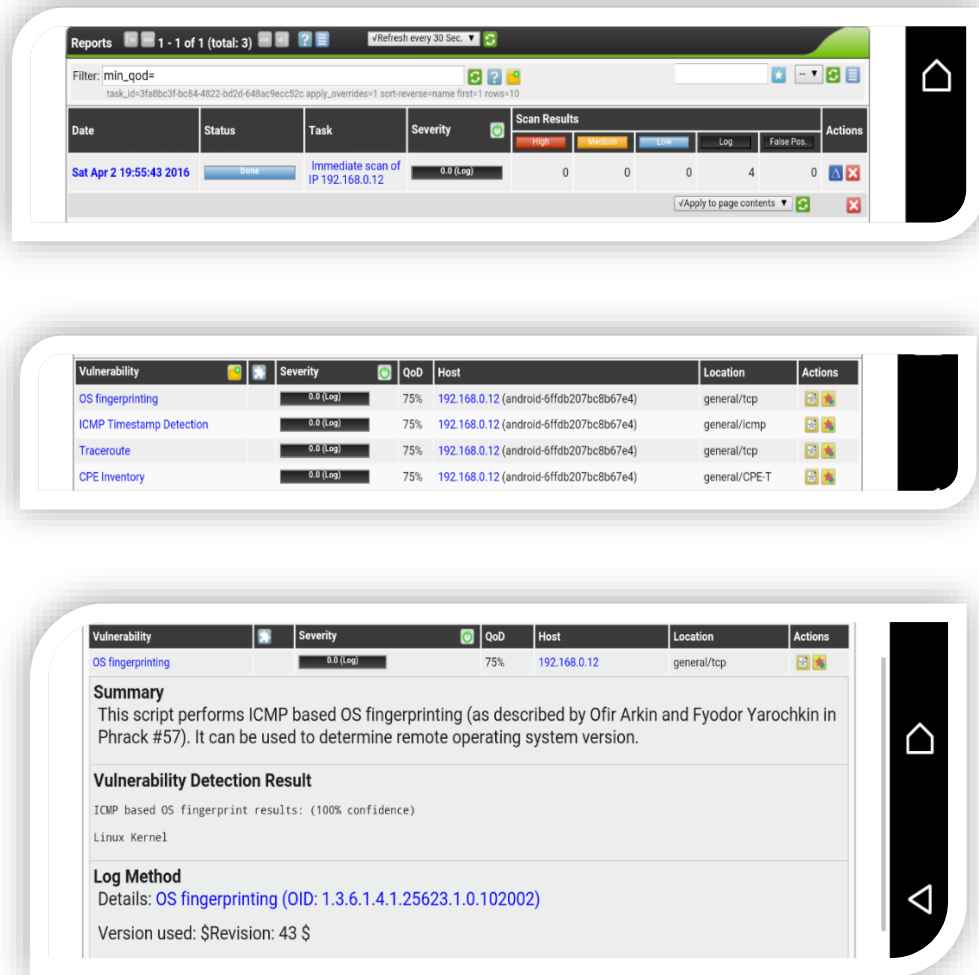 Reports 1 - 1 of 1 (total: 3) ? √Refresh every 30 Sec. ▼
Filter: min_qod= ? -- ▼
task_id=3fa8bc3f-bc84-4822-bd2d-648ac9ecc52c apply_overrides=1 sort-reverse=name first=1 rows=10
Date Status Task Severity Scan Results Actions
High Medium Low Log False Pos.
Sat Apr 2 19:55:43 2016 Done Immediate scan of IP 192.168.0.12 0.0 (Log) 0 0 0 4 0
√Apply to page contents ▼
Vulnerability Severity QoD Host Location Actions
OS fingerprinting 0.0 (Log) 75% 192.168.0.12 (android-6ffdb207bc8b67e4) general/tcp
ICMP Timestamp Detection 0.0 (Log) 75% 192.168.0.12 (android-6ffdb207bc8b67e4) general/icmp
Traceroute 0.0 (Log) 75% 192.168.0.12 (android-6ffdb207bc8b67e4) general/tcp
CPE Inventory 0.0 (Log) 75% 192.168.0.12 (android-6ffdb207bc8b67e4) general/CPE-T
Vulnerability Severity QoD Host Location Actions
OS fingerprinting 0.0 (Log) 75% 192.168.0.12 general/tcp
Summary
This script performs ICMP based OS fingerprinting (as described by Ofir Arkin and Fyodor Yarochkin in
Phrack #57). It can be used to determine remote operating system version.
Vulnerability Detection Result
ICMP based OS fingerprint results: (100% confidence)
Linux Kernel
Log Method
Details: OS fingerprinting (OID: 1.3.6.1.4.1.25623.1.0.102002)
Version used: $Revision: 43 $